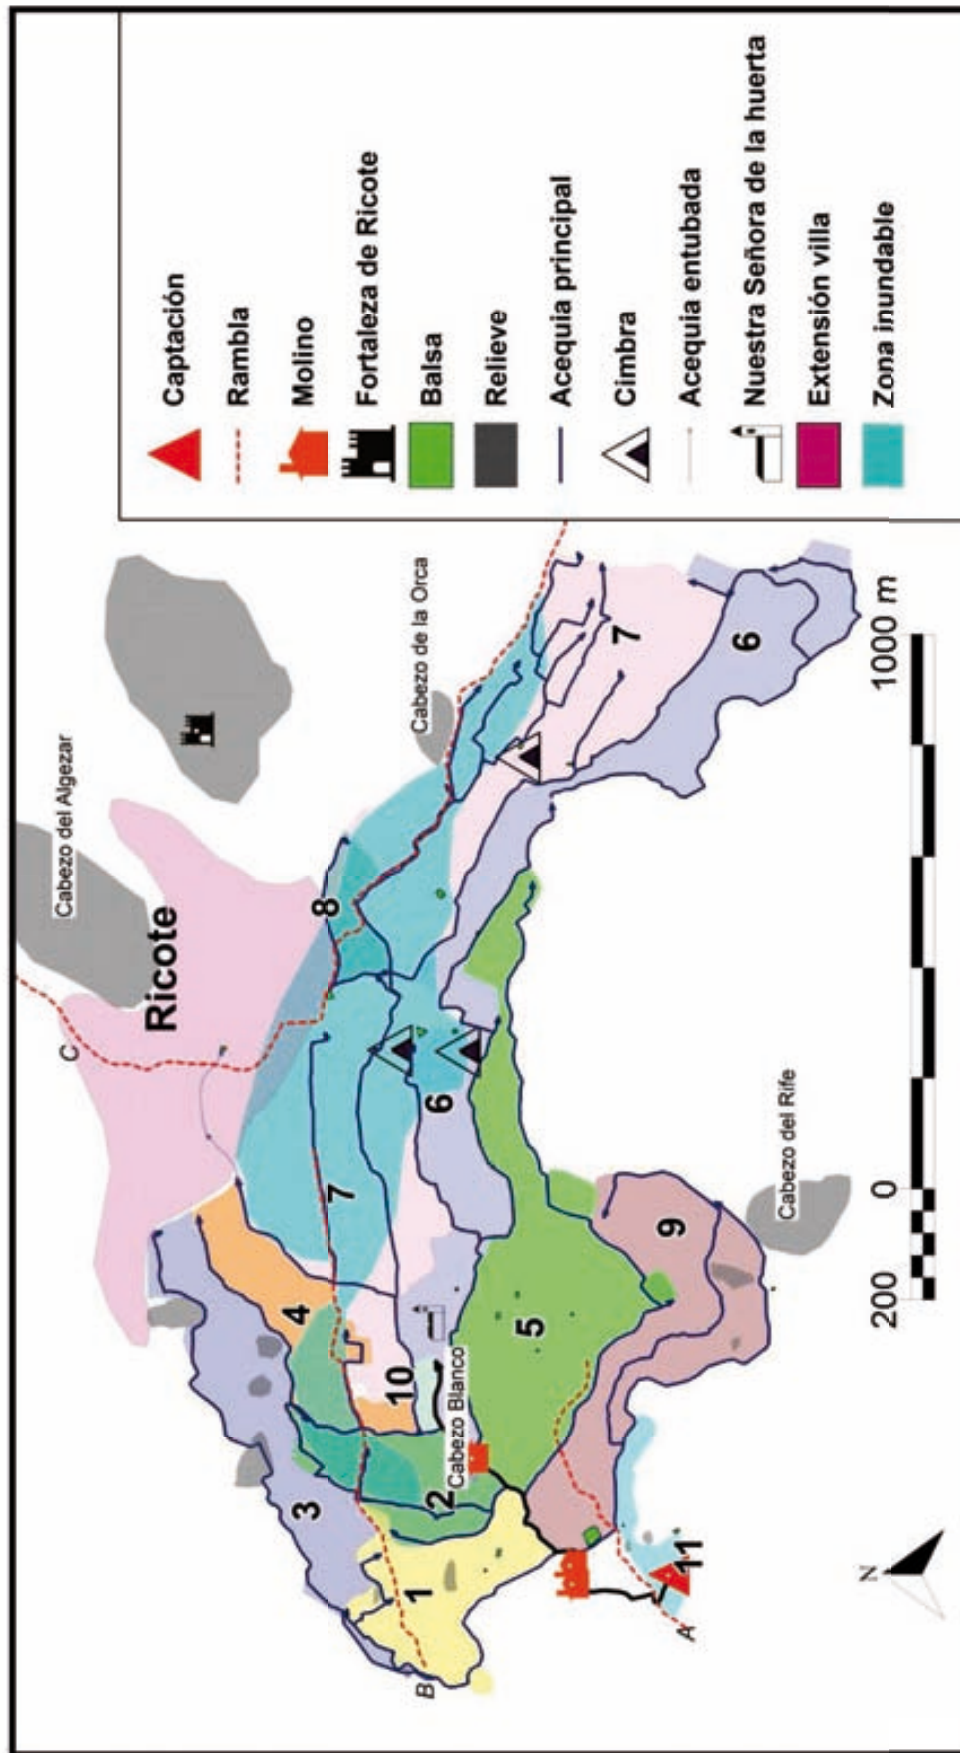 Cabezo del Algezar
Ricote
C
Cabezo de la Orca
8
7
7
6
6
4
3
10
Cabezo Blanco
2
5
1
B
9
Cabezo del Rife
11
A
N
200
0
1000 m
Captación
Rambla
Molino
Fortaleza de Ricote
Balsa
Relieve
Acequia principal
Cimbra
Acequia entubada
Nuestra Señora de la huerta
Extensión villa
Zona inundable